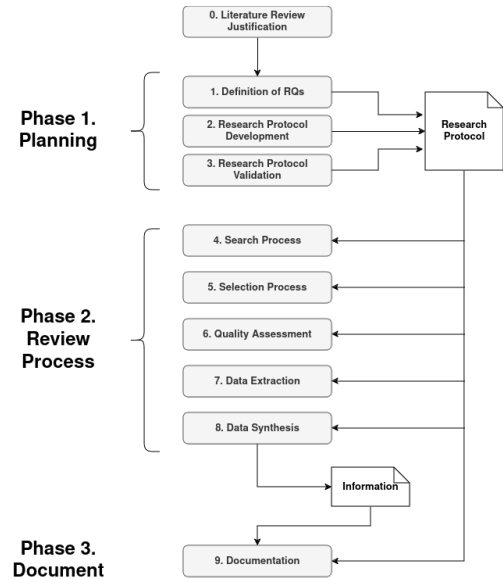 0. Literature Review
Justification
Phase 1.
Planning
1. Definition of RQs
2. Research Protocol
Development
3. Research Protocol
Validation
Research
Protocol
Phase 2.
Review
Process
4. Search Process
5. Selection Process
6. Quality Assessment
7. Data Extraction
8. Data Synthesis
Information
Phase 3.
Document
9. Documentation